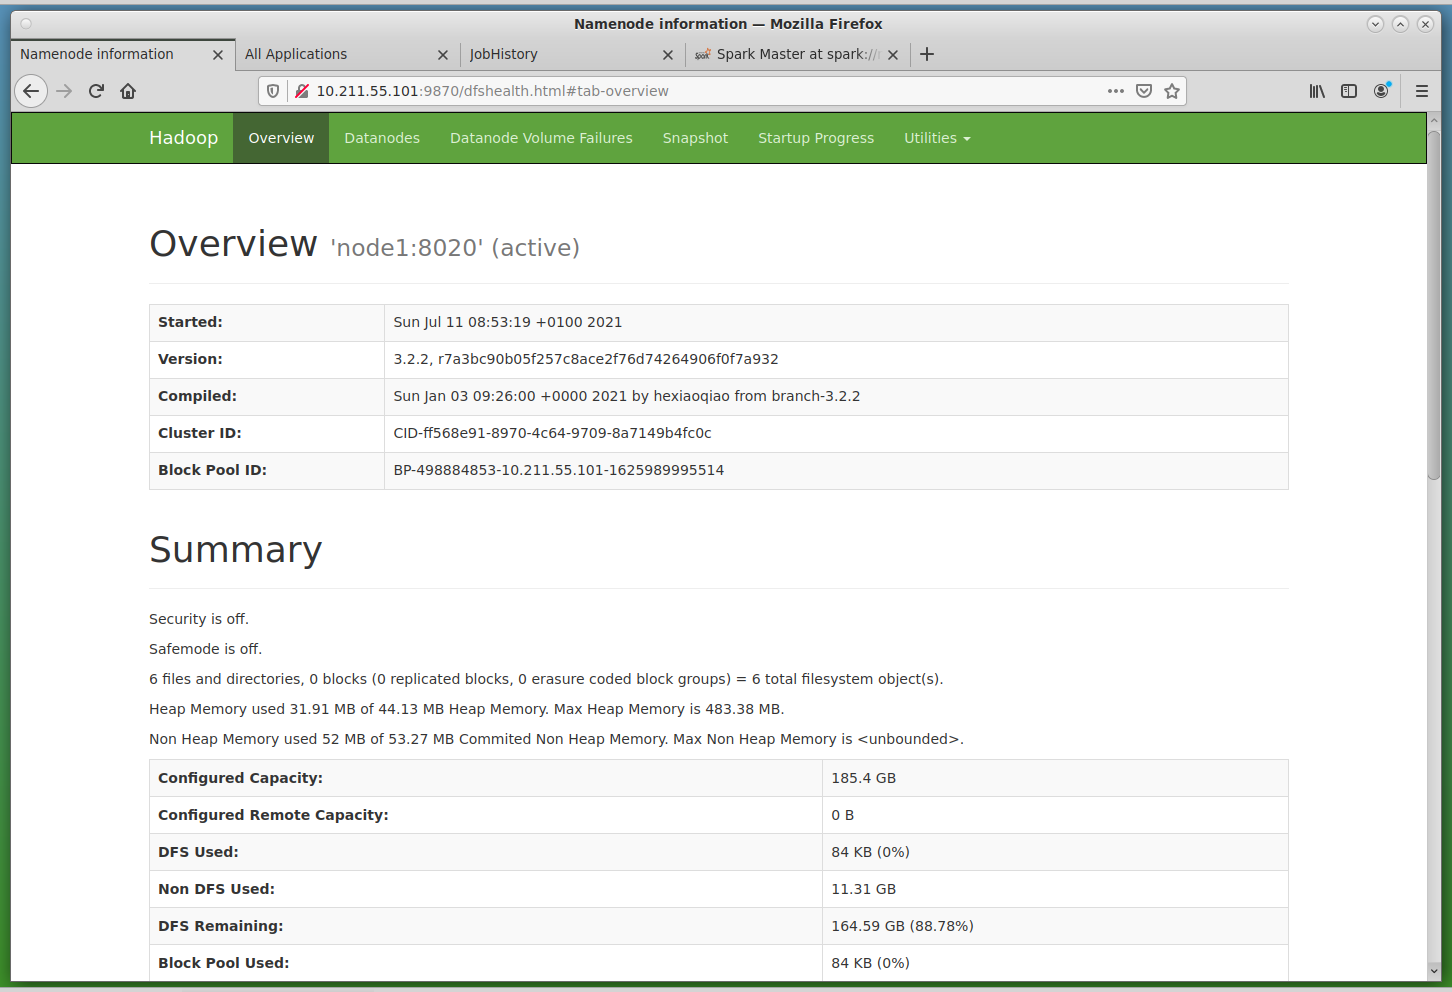 Namenode information — Mozilla Firefox
Namenode information All Applications JobHistory Spark Master at spark://
10.211.55.101:9870/dfshealth.html#tab-overview
Hadoop Overview Datanodes Datanode Volume Failures Snapshot Startup Progress Utilities
Overview 'node1:8020' (active)
Started: Sun Jul 11 08:53:19 +0100 2021
Version: 3.2.2, r7a3bc90b05f257c8ace2f76d74264906f0f7a932
Compiled: Sun Jan 03 09:26:00 +0000 2021 by hexiaoqiao from branch-3.2.2
Cluster ID: CID-ff568e91-8970-4c64-9709-8a7149b4fc0c
Block Pool ID: BP-498884853-10.211.55.101-1625989995514
Summary
Security is off.
Safemode is off.
6 files and directories, 0 blocks (0 replicated blocks, 0 erasure coded block groups) = 6 total filesystem object(s).
Heap Memory used 31.91 MB of 44.13 MB Heap Memory. Max Heap Memory is 483.38 MB.
Non Heap Memory used 52 MB of 53.27 MB Commited Non Heap Memory. Max Non Heap Memory is <unbounded>.
Configured Capacity: 185.4 GB
Configured Remote Capacity: 0 B
DFS Used: 84 KB (0%)
Non DFS Used: 11.31 GB
DFS Remaining: 164.59 GB (88.78%)
Block Pool Used: 84 KB (0%)